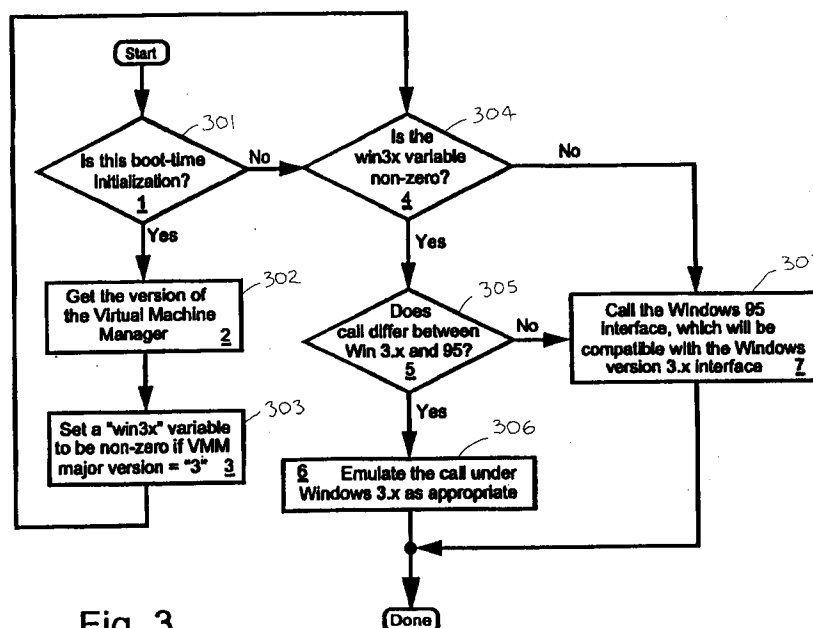 Start
301
Is this boot-time
initialization?
1
No
Yes
302
Get the version of
the Virtual Machine
Manager
2
303
Set a "win3x" variable
to be non-zero if VMM
major version = "3"
3
304
Is the
win3x variable
non-zero?
4
No
Yes
305
Does
call differ between
Win 3.x and 95?
5
No
Yes
306
6
Emulate the call under
Windows 3.x as appropriate
Call the Windows 95
interface, which will be
compatible with the Windows
version 3.x interface
7
Done
Fig. 3